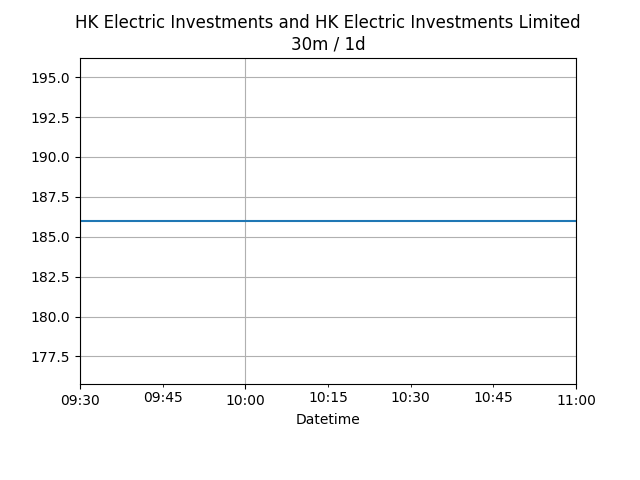 HK Electric Investments and HK Electric Investments Limited
30m / 1d
195.0
192.5
190.0
187.5
185.0
182.5
180.0
177.5
09:30 09:45 10:00 10:15 10:30 10:45 11:00
Datetime